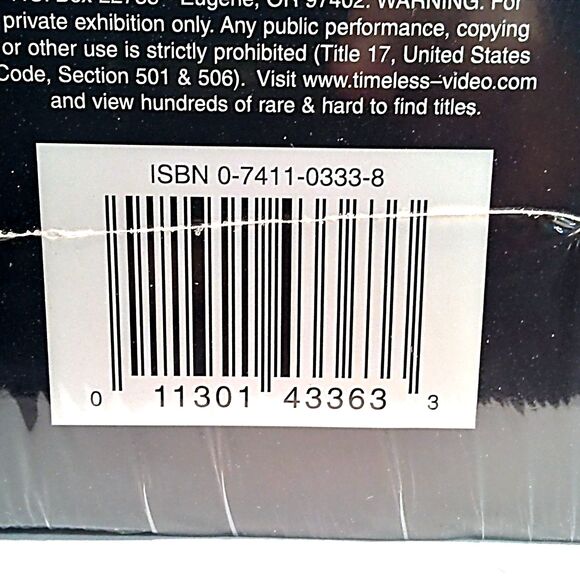 Eugene, OR 97402. WARNING: For
private exhibition only. Any public performance, copying
or other use is strictly prohibited (Title 17, United States
Code, Section 501 & 506). Visit www.timeless-video.com
and view hundreds of rare & hard to find titles.
ISBN 0-7411-0333-8
0 11301 43363 3